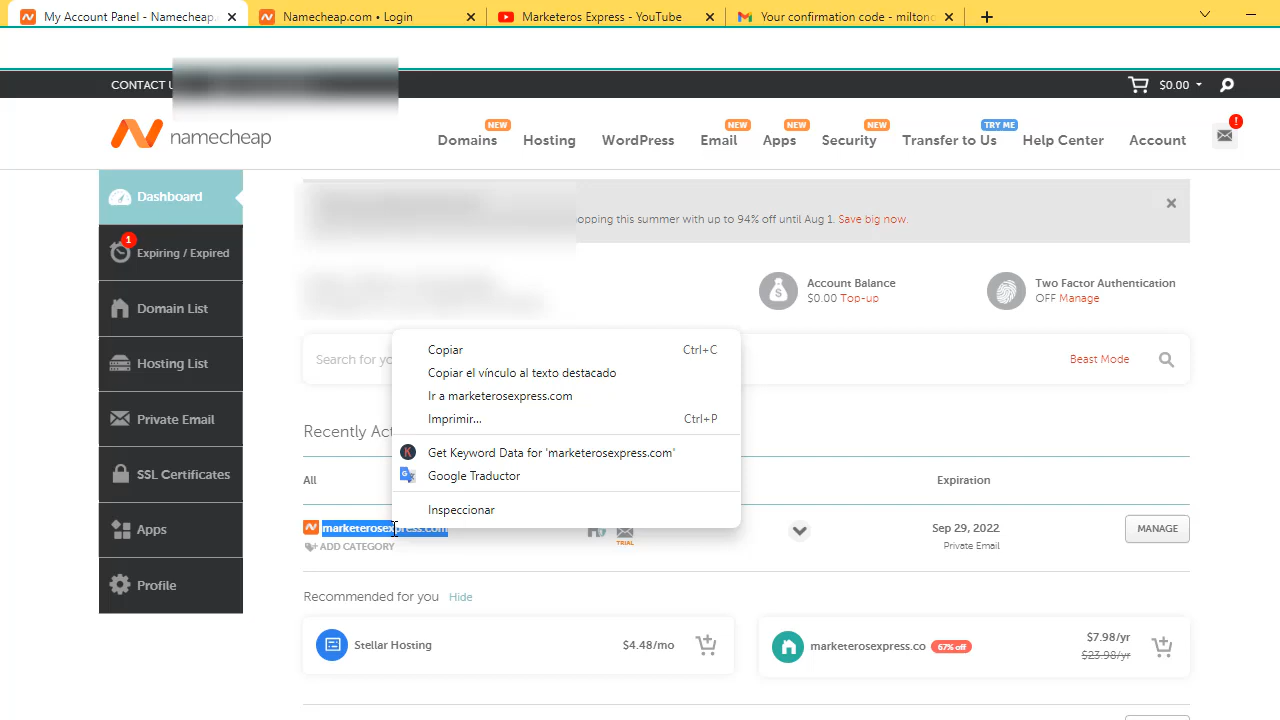 My Account Panel - Namecheap.
Namecheap.com • Login
Marketeros Express - YouTube
Your confirmation code - miltonc
CONTACT U
$0.00
namecheap
Domains
NEW
Hosting
WordPress
Email
NEW
Apps
NEW
Security
NEW
Transfer to Us
TRY ME
Help Center
Account
!
Dashboard
1
Expiring / Expired
Domain List
Hosting List
Private Email
SSL Certificates
Apps
Profile
opping this summer with up to 94% off until Aug 1. Save big now.
Account Balance
$0.00 Top-up
Two Factor Authentication
OFF Manage
Search for yo
Beast Mode
Copiar Ctrl+C
Copiar el vínculo al texto destacado
Ir a marketerosexpress.com
Imprimir... Ctrl+P
Get Keyword Data for 'marketerosexpress.com'
Google Traductor
Inspeccionar
Recently Act
All
Expiration
marketerosexpress.com
ADD CATEGORY
TRIAL
Sep 29, 2022
Private Email
MANAGE
Recommended for you Hide
Stellar Hosting
$4.48/mo
marketerosexpress.co
67% off
$7.98/yr
$23.98/yr